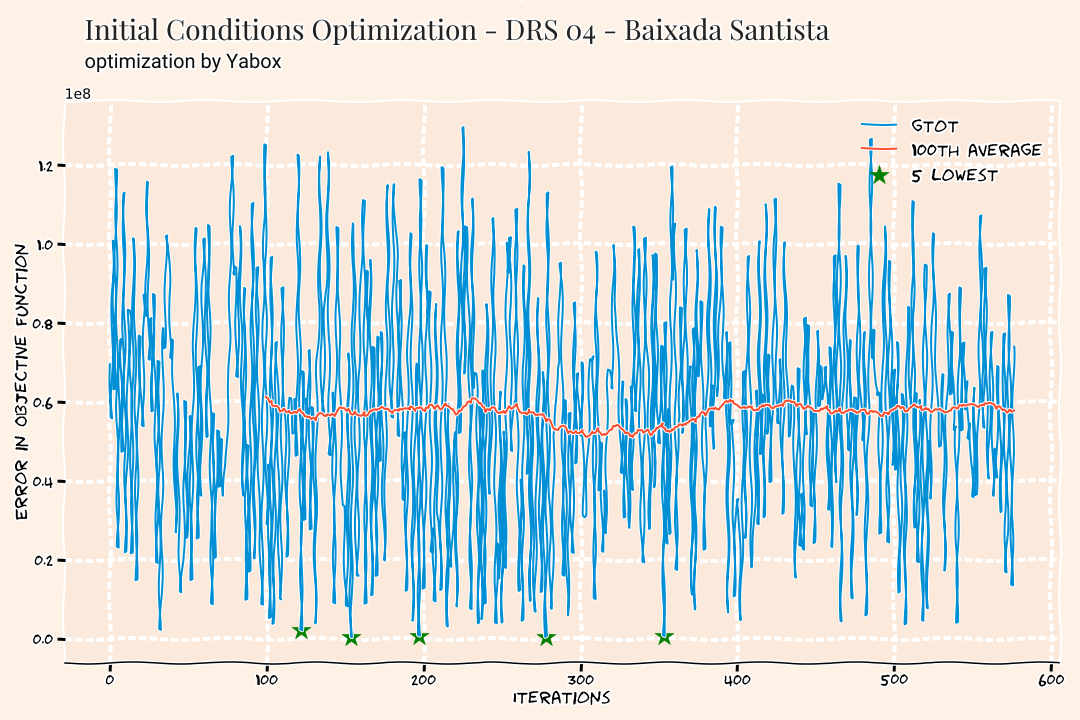 Initial Conditions Optimization - DRS 04 - Baixada Santista
optimization by Yabox
1e8
GTOT
100TH AVERAGE
5 LOWEST
1.2
1.0
0.8
0.6
0.4
0.2
0.0
ERROR IN OBJECTIVE FUNCTION
0 100 200 300 400 500 600
ITERATIONS